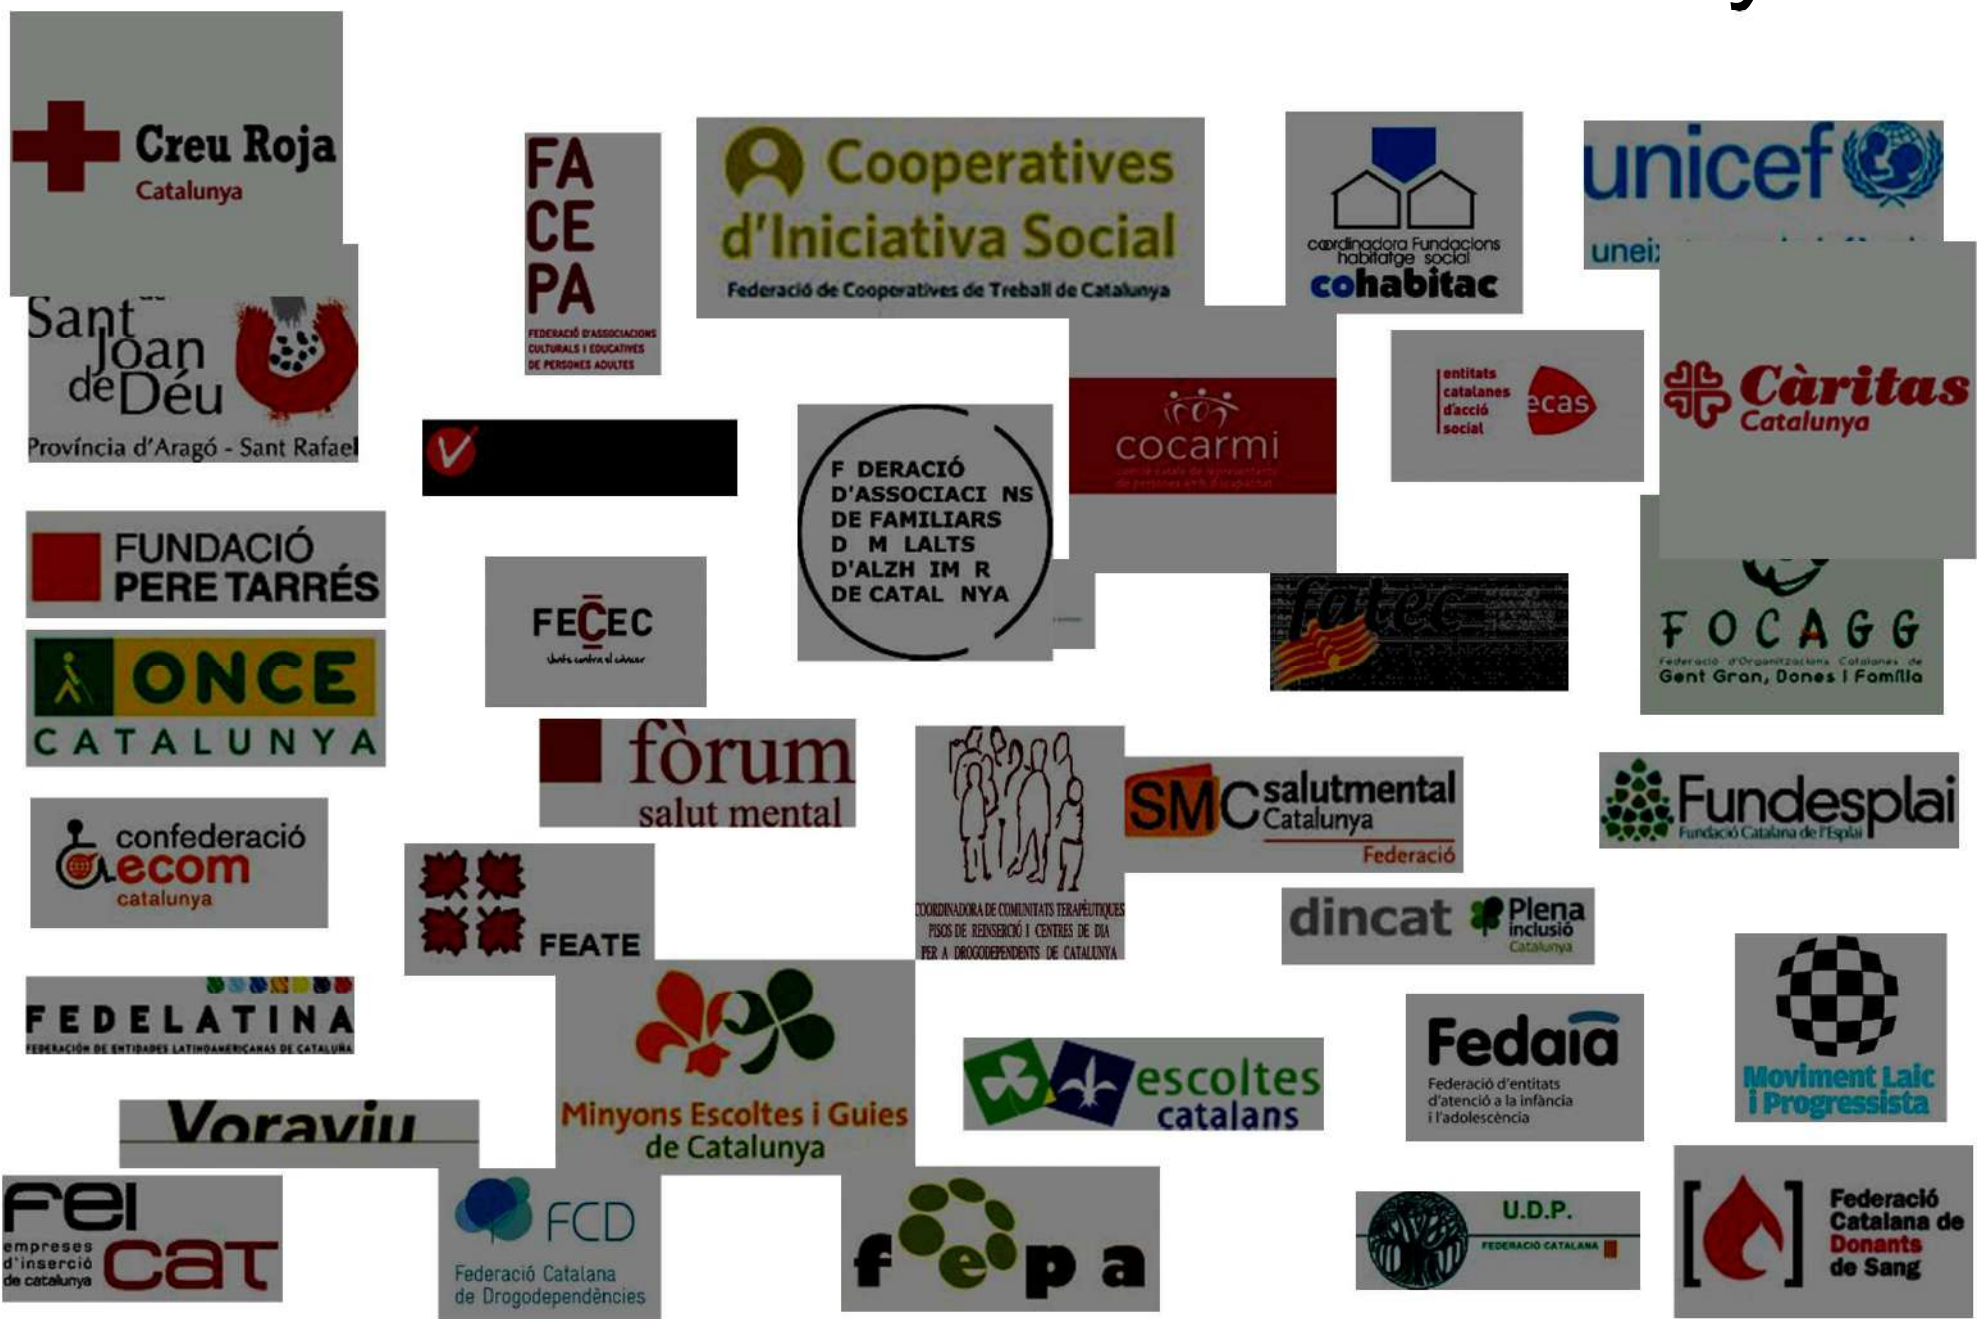 Creu Roja
Catalunya
FA
CE
PA
FEDERACIÓ D'ASSOCIACIONS
CULTURALS I EDUCATIVES
DE PERSONES ADULTES
Cooperatives
d'Iniciativa Social
Federació de Cooperatives de Treball de Catalunya
coordinadora Fundacions
habitatge social
cohabitac
unicef
Sant
Joan
de Déu
Província d'Aragó - Sant Rafael
cocarmi
entitats
catalanes
d'acció
social
ecas
Càritas
Catalunya
F DERACIÓ
D'ASSOCIACI NS
DE FAMILIARS
D M LALTS
D'ALZH IM R
DE CATAL NYA
FUNDACIÓ
PERE TARRÉS
FECEC
Junts contra el càncer
fatec
FOCAGG
Federació d'Organitzacions Catalanes de
Gent Gran, Dones i Família
ONCE
CATALUNYA
fòrum
salut mental
COORDINADORA DE COMUNITATS TERAPÈUTIQUES
PISOS DE REINSERCIÓ I CENTRES DE DIA
PER A DROGODEPENDENTS DE CATALUNYA
SMC salutmental
Catalunya
Federació
Fundesplai
Fundació Catalana de l'Esplai
confederació
ecom
catalunya
FEATE
dincat
Plena
inclusió
Catalunya
FEDELATINA
FEDERACIÓN DE ENTIDADES LATINOAMERICANAS DE CATALUÑA
Minyons Escoltes i Guies
de Catalunya
escoltes
catalans
Fedaia
Federació d'entitats
d'atenció a la infància
i l'adolescència
Moviment Laic
i Progressista
Voraviu
fei
cat
empreses
d'inserció
de catalunya
FCD
Federació Catalana
de Drogodependències
fepa
U.D.P.
FEDERACIÓ CATALANA
Federació
Catalana de
Donants
de Sang